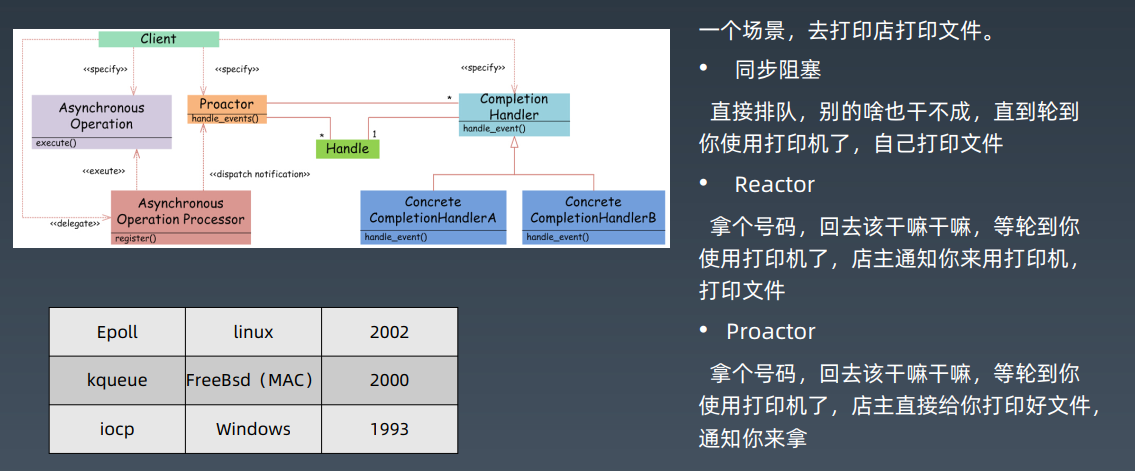 Client
<<specify>>
<<specify>>
<<specify>>
Asynchronous
Operation
execute()
Proactor
handle_events()
*
Completion
Handler
handle_event()
*
1
Handle
<<exeute>>
<<dispatch notification>>
<<delegate>>
Asynchronous
Operation Processor
register()
Concrete
CompletionHandlerA
handle_event()
Concrete
CompletionHandlerB
handle_event()
Epoll linux 2002
kqueue FreeBsd（MAC） 2000
iocp Windows 1993
一个场景，去打印店打印文件。
• 同步阻塞
直接排队，别的啥也干不成，直到轮到
你使用打印机了，自己打印文件
• Reactor
拿个号码，回去该干嘛干嘛，等轮到你
使用打印机了，店主通知你来用打印机，
打印文件
• Proactor
拿个号码，回去该干嘛干嘛，等轮到你
使用打印机了，店主直接给你打印好文件，
通知你来拿